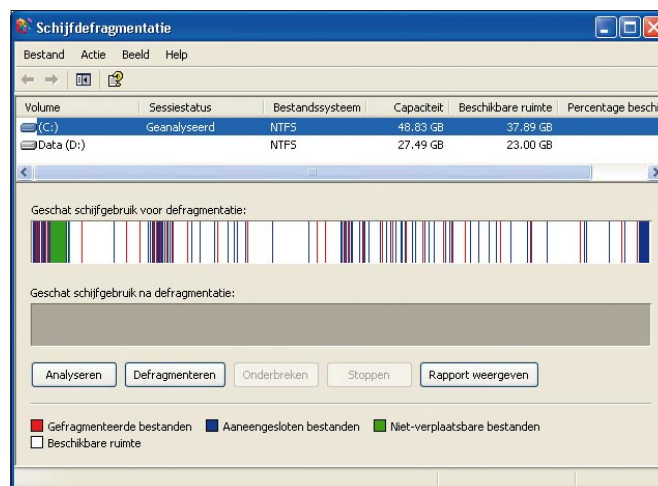 Schijfdefragmentatie
Bestand Actie Beeld Help
Volume Sessiestatus Bestandssysteem Capaciteit Beschikbare ruimte Percentage beschi
(C:) Geanalyseerd NTFS 48.83 GB 37.89 GB
Data (D:) NTFS 27.49 GB 23.00 GB
Geschat schijfgebruik voor defragmentatie:
Geschat schijfgebruik na defragmentatie:
Analyseren Defragmenteren Onderbreken Stoppen Rapport weergeven
Gefragmenteerde bestanden Aaneengesloten bestanden Niet-verplaatsbare bestanden
Beschikbare ruimte